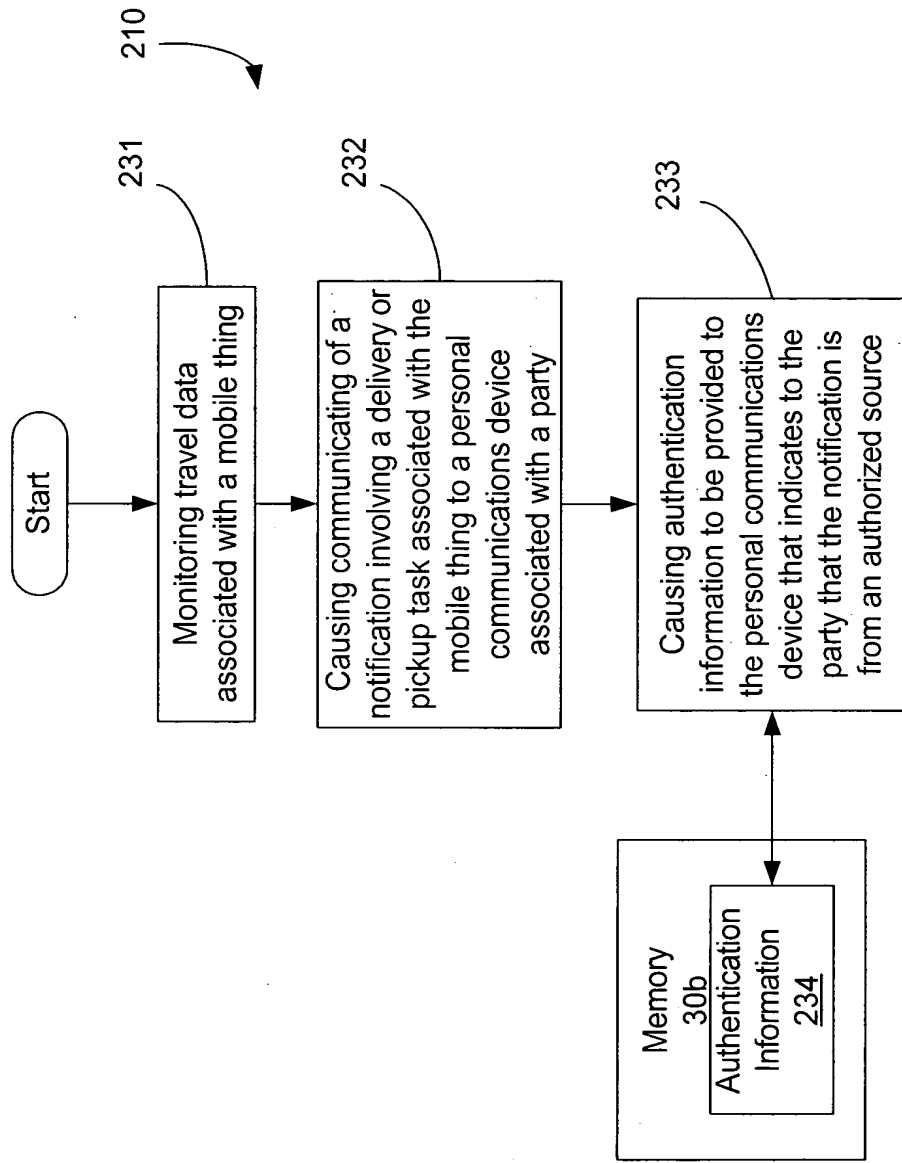 Start
210
231
Monitoring travel data
associated with a mobile thing
232
Causing communicating of a
notification involving a delivery or
pickup task associated with the
mobile thing to a personal
communications device
associated with a party
233
Causing authentication
information to be provided to
the personal communications
device that indicates to the
party that the notification is
from an authorized source
Memory
30b
Authentication
Information
234